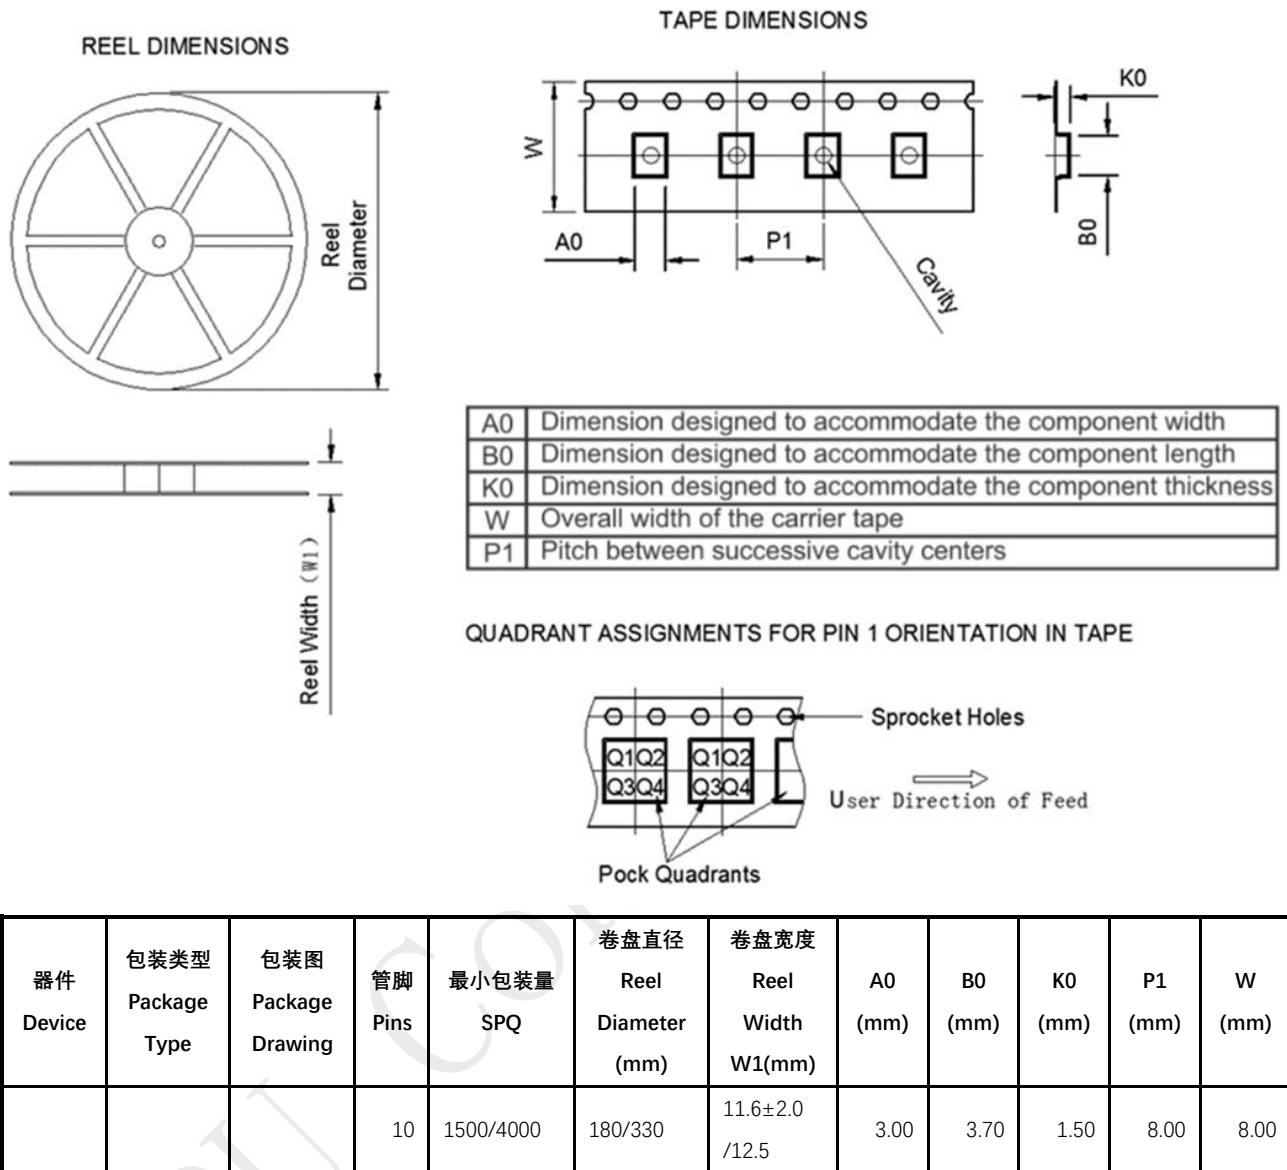 REEL DIMENSIONS
Reel
Diameter
Reel Width (W1)
TAPE DIMENSIONS
W
A0
P1
Cavity
K0
B0
A0 Dimension designed to accommodate the component width
B0 Dimension designed to accommodate the component length
K0 Dimension designed to accommodate the component thickness
W Overall width of the carrier tape
P1 Pitch between successive cavity centers
QUADRANT ASSIGNMENTS FOR PIN 1 ORIENTATION IN TAPE
Sprocket Holes
Q1 Q2 Q1 Q2
Q3 Q4 Q3 Q4
User Direction of Feed
Pock Quadrants
器件
Device
包装类型
Package
Type
包装图
Package
Drawing
管脚
Pins
最小包装量
SPQ
卷盘直径
Reel
Diameter
(mm)
卷盘宽度
Reel
Width
W1(mm)
A0
(mm)
B0
(mm)
K0
(mm)
P1
(mm)
W
(mm)
10
1500/4000
180/330
11.6±2.0
/12.5
3.00
3.70
1.50
8.00
8.00